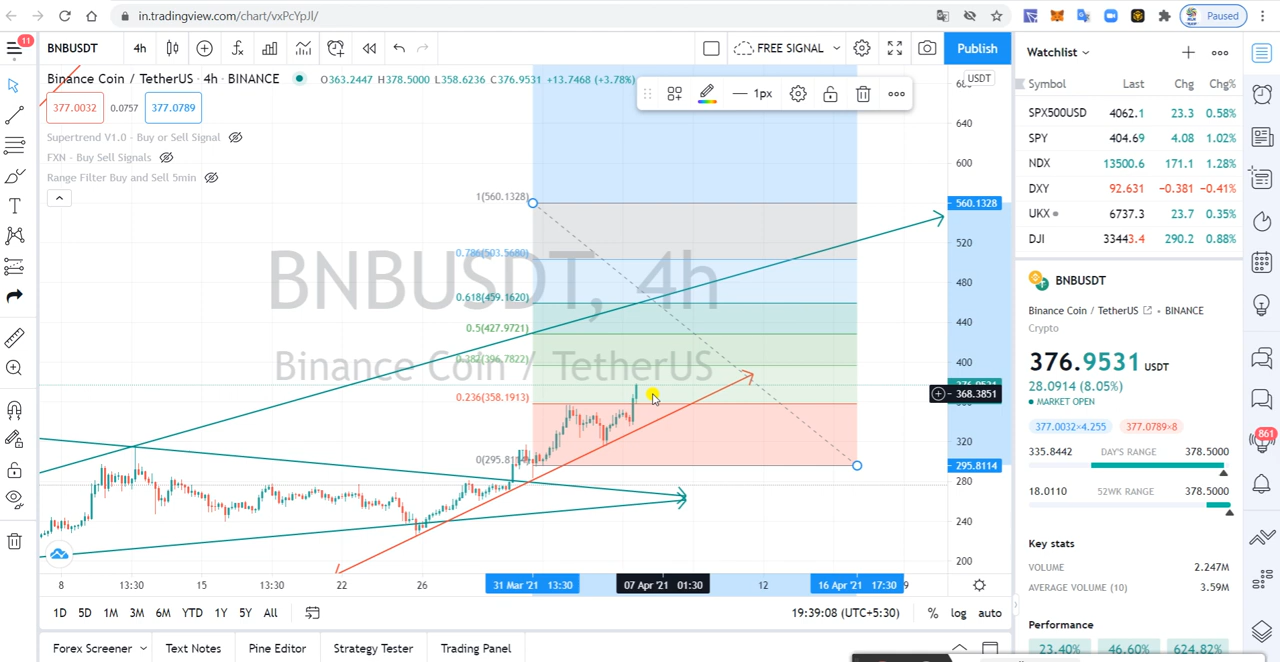 in.tradingview.com/chart/vxPcYpJl/
Paused
11
BNBUSDT
4h
FREE SIGNAL
Publish
Watchlist
Binance Coin / TetherUS · 4h · BINANCE
O363.2447 H378.5000 L358.6236 C376.9531 +13.7468 (+3.78%)
USDT
377.0032
0.0757
377.0789
1px
Supertrend V1.0 - Buy or Sell Signal
FXN - Buy Sell Signals
Range Filter Buy and Sell 5min
640
600
520
480
440
400
320
280
240
200
1(560.1328)
560.1328
0.786(503.5680)
0.618(459.1620)
0.5(427.9721)
0.382(396.7822)
368.3851
0.236(358.1913)
0(295.8114)
295.8114
BNBUSDT, 4h
Binance Coin / TetherUS
8
13:30
15
13:30
22
26
31 Mar '21 13:30
07 Apr '21 01:30
12
16 Apr '21 17:30
1D 5D 1M 3M 6M YTD 1Y 5Y All
19:39:08 (UTC+5:30)
% log auto
Forex Screener
Text Notes
Pine Editor
Strategy Tester
Trading Panel
Symbol Last Chg Chg%
SPX500USD 4062.1 23.3 0.58%
SPY 404.69 4.08 1.02%
NDX 13500.6 171.1 1.28%
DXY 92.631 −0.381 −0.41%
UKX 6737.3 23.7 0.35%
DJI 33443.4 290.2 0.88%
BNBUSDT
Binance Coin / TetherUS • BINANCE
Crypto
376.9531 USDT
28.0914 (8.05%)
MARKET OPEN
377.0032×4.255 377.0789×8
335.8442 DAY'S RANGE 378.5000
18.0110 52WK RANGE 378.5000
Key stats
VOLUME 2.247M
AVERAGE VOLUME (10) 3.59M
Performance
23.40% 46.60% 624.82%
861